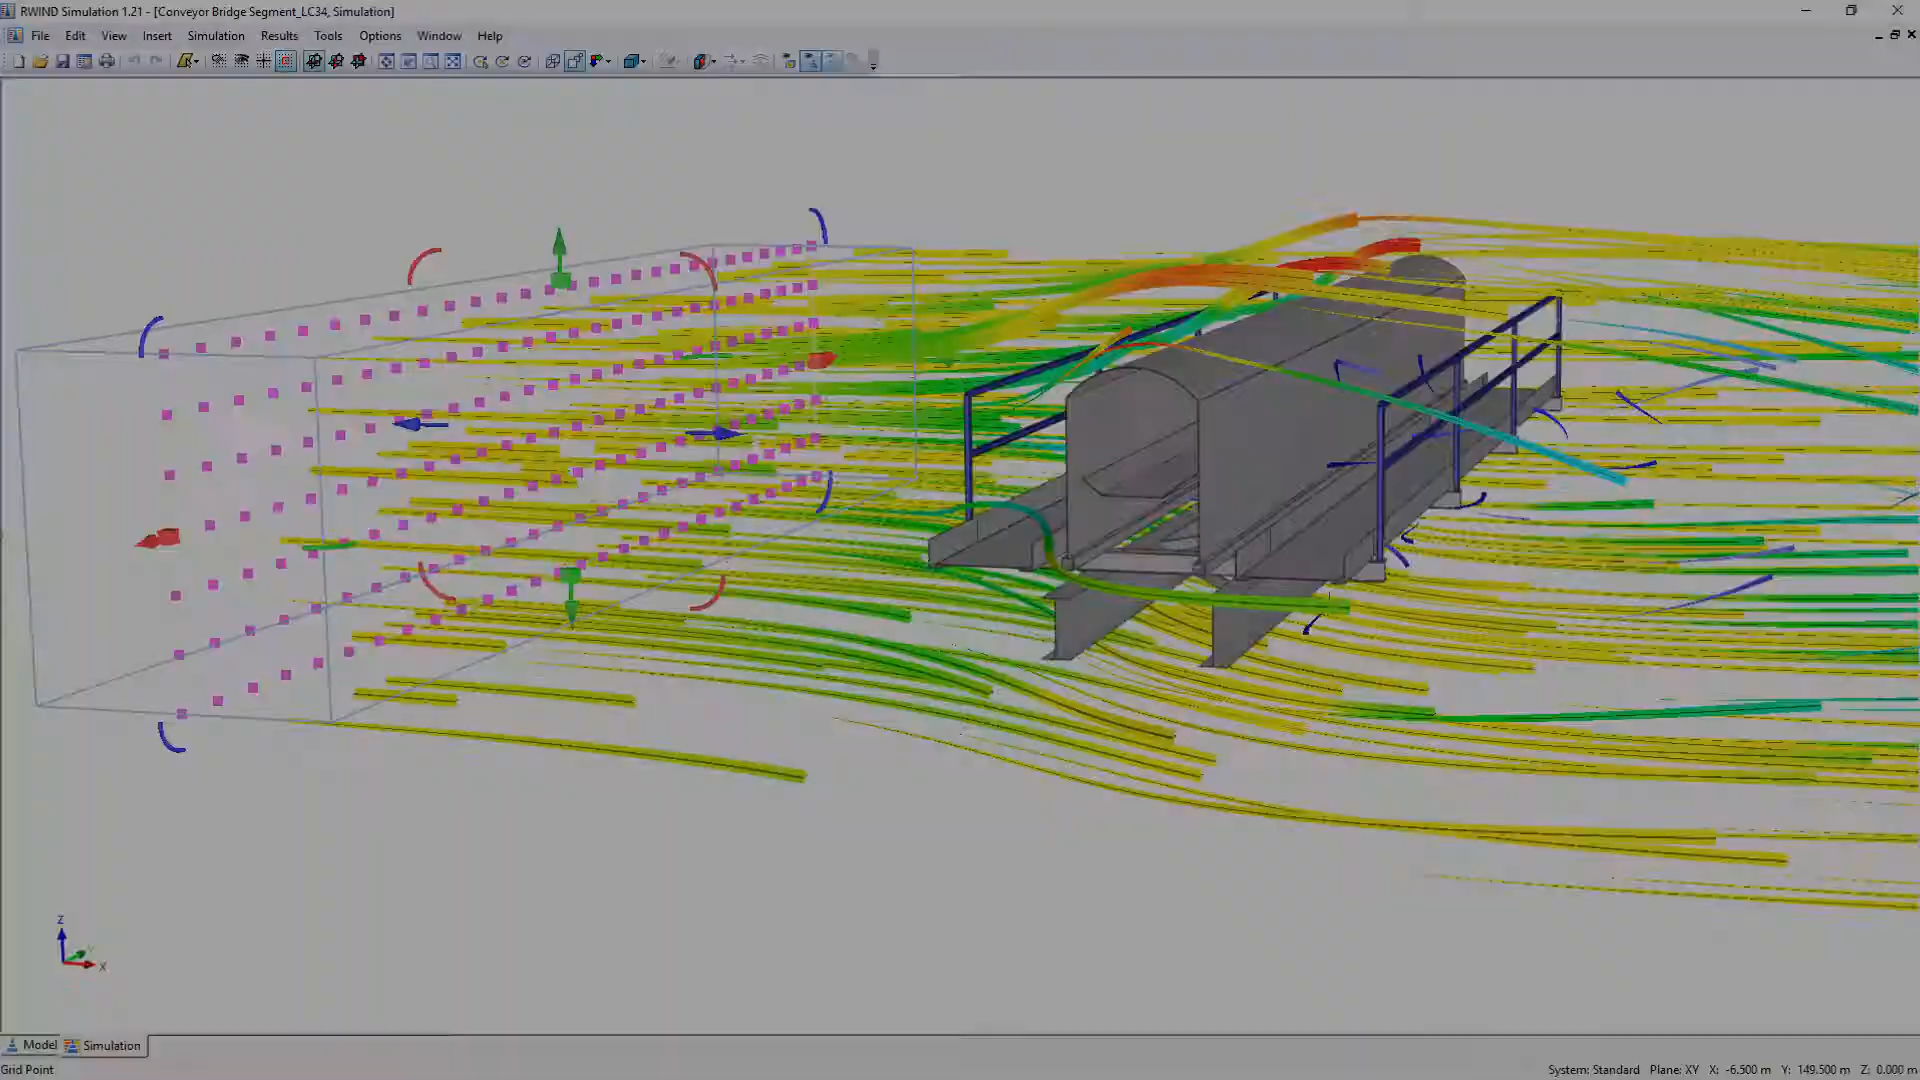 RWIND Simulation 1.21 - [Conveyor Bridge Segment_LC34, Simulation]
File Edit View Insert Simulation Results Tools Options Window Help
Z
Y
X
Model Simulation
Grid Point System: Standard Plane: XY X: -6.500 m Y: 149.500 m Z: 0.000 m